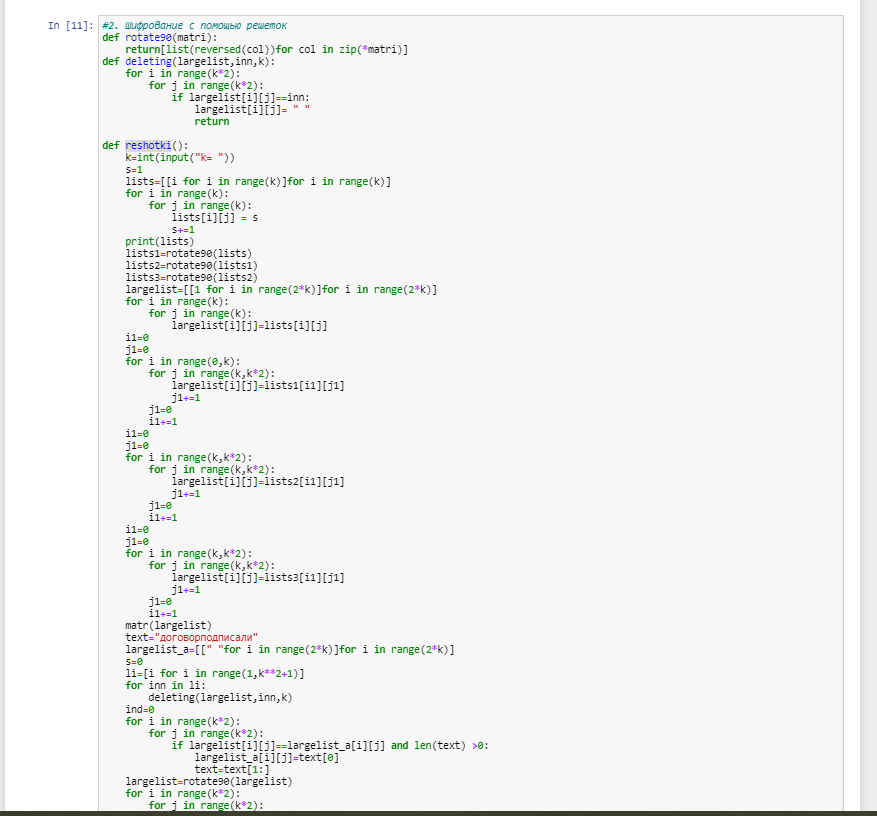 In [11]: #2. Шифрование с помощью решеток
def rotate90(matri):
    return[list(reversed(col))for col in zip(*matri)]
def deleting(largelist,inn,k):
    for i in range(k*2):
        for j in range(k*2):
            if largelist[i][j]==inn:
                largelist[i][j]= " "
                return

def reshotki():
    k=int(input("k= "))
    s=1
    lists=[[i for i in range(k)]for i in range(k)]
    for i in range(k):
        for j in range(k):
            lists[i][j] = s
            s+=1
    print(lists)
    lists1=rotate90(lists)
    lists2=rotate90(lists1)
    lists3=rotate90(lists2)
    largelist=[[1 for i in range(2*k)]for i in range(2*k)]
    for i in range(k):
        for j in range(k):
            largelist[i][j]=lists[i][j]
    i1=0
    j1=0
    for i in range(0,k):
        for j in range(k,k*2):
            largelist[i][j]=lists1[i1][j1]
            j1+=1
        j1=0
        i1+=1
    i1=0
    j1=0
    for i in range(k,k*2):
        for j in range(k,k*2):
            largelist[i][j]=lists2[i1][j1]
            j1+=1
        j1=0
        i1+=1
    i1=0
    j1=0
    for i in range(k,k*2):
        for j in range(k,k*2):
            largelist[i][j]=lists3[i1][j1]
            j1+=1
        j1=0
        i1+=1
    matr(largelist)
    text="договорподписали"
    largelist_a=[[" "for i in range(2*k)]for i in range(2*k)]
    s=0
    li=[i for i in range(1,k**2+1)]
    for inn in li:
        deleting(largelist,inn,k)
    ind=0
    for i in range(k*2):
        for j in range(k*2):
            if largelist[i][j]==largelist_a[i][j] and len(text) >0:
                largelist_a[i][j]=text[0]
                text=text[1:]
    largelist=rotate90(largelist)
    for i in range(k*2):
        for j in range(k*2):